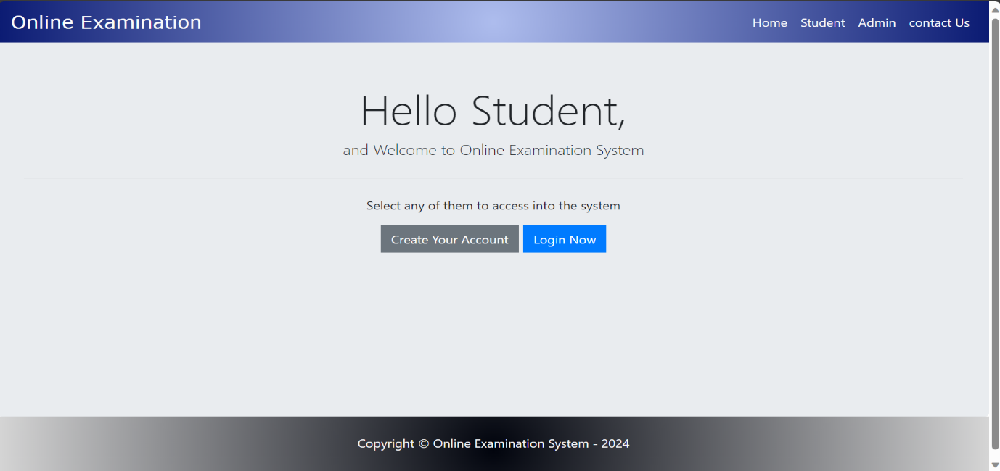 Online Examination
Home Student Admin contact Us
Hello Student,
and Welcome to Online Examination System
Select any of them to access into the system
Create Your Account Login Now
Copyright © Online Examination System - 2024